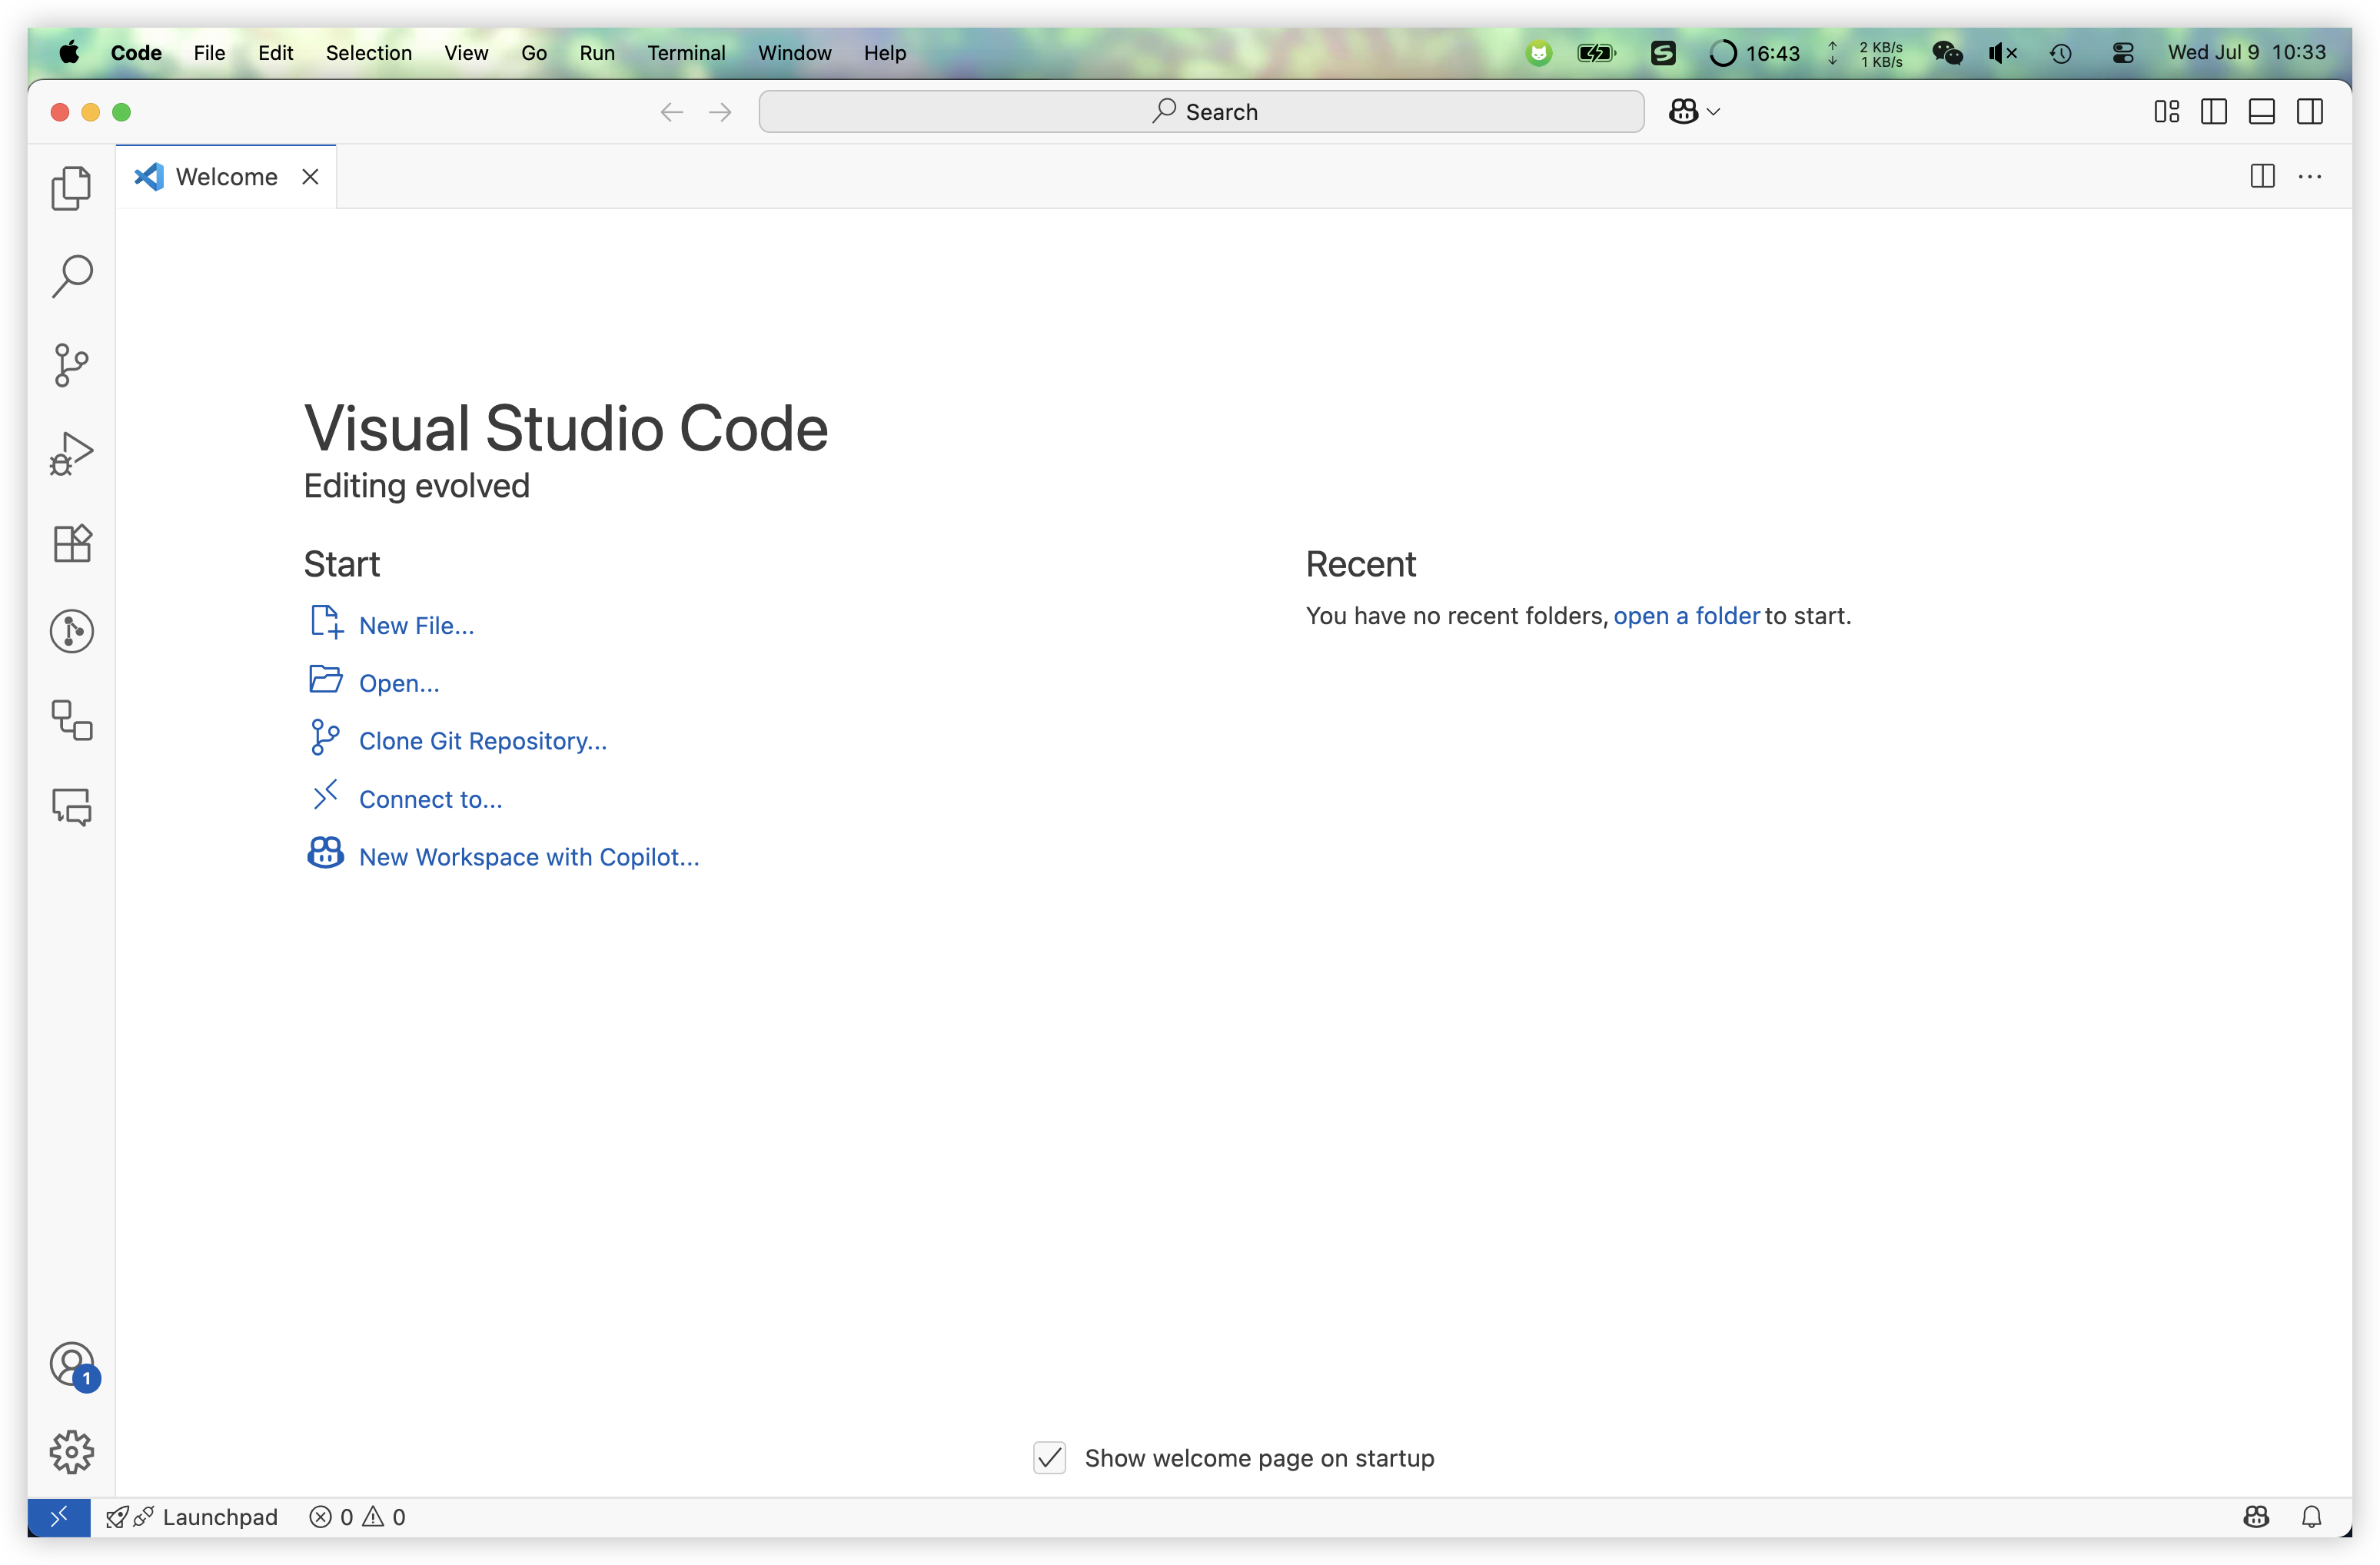 Code File Edit Selection View Go Run Terminal Window Help 16:43 2 KB/s Wed Jul 9 10:33
1 KB/s
Search
Welcome
Visual Studio Code
Editing evolved
Start
New File...
Open...
Clone Git Repository...
Connect to...
New Workspace with Copilot...
Recent
You have no recent folders, open a folder to start.
1
Show welcome page on startup
Launchpad 0 0